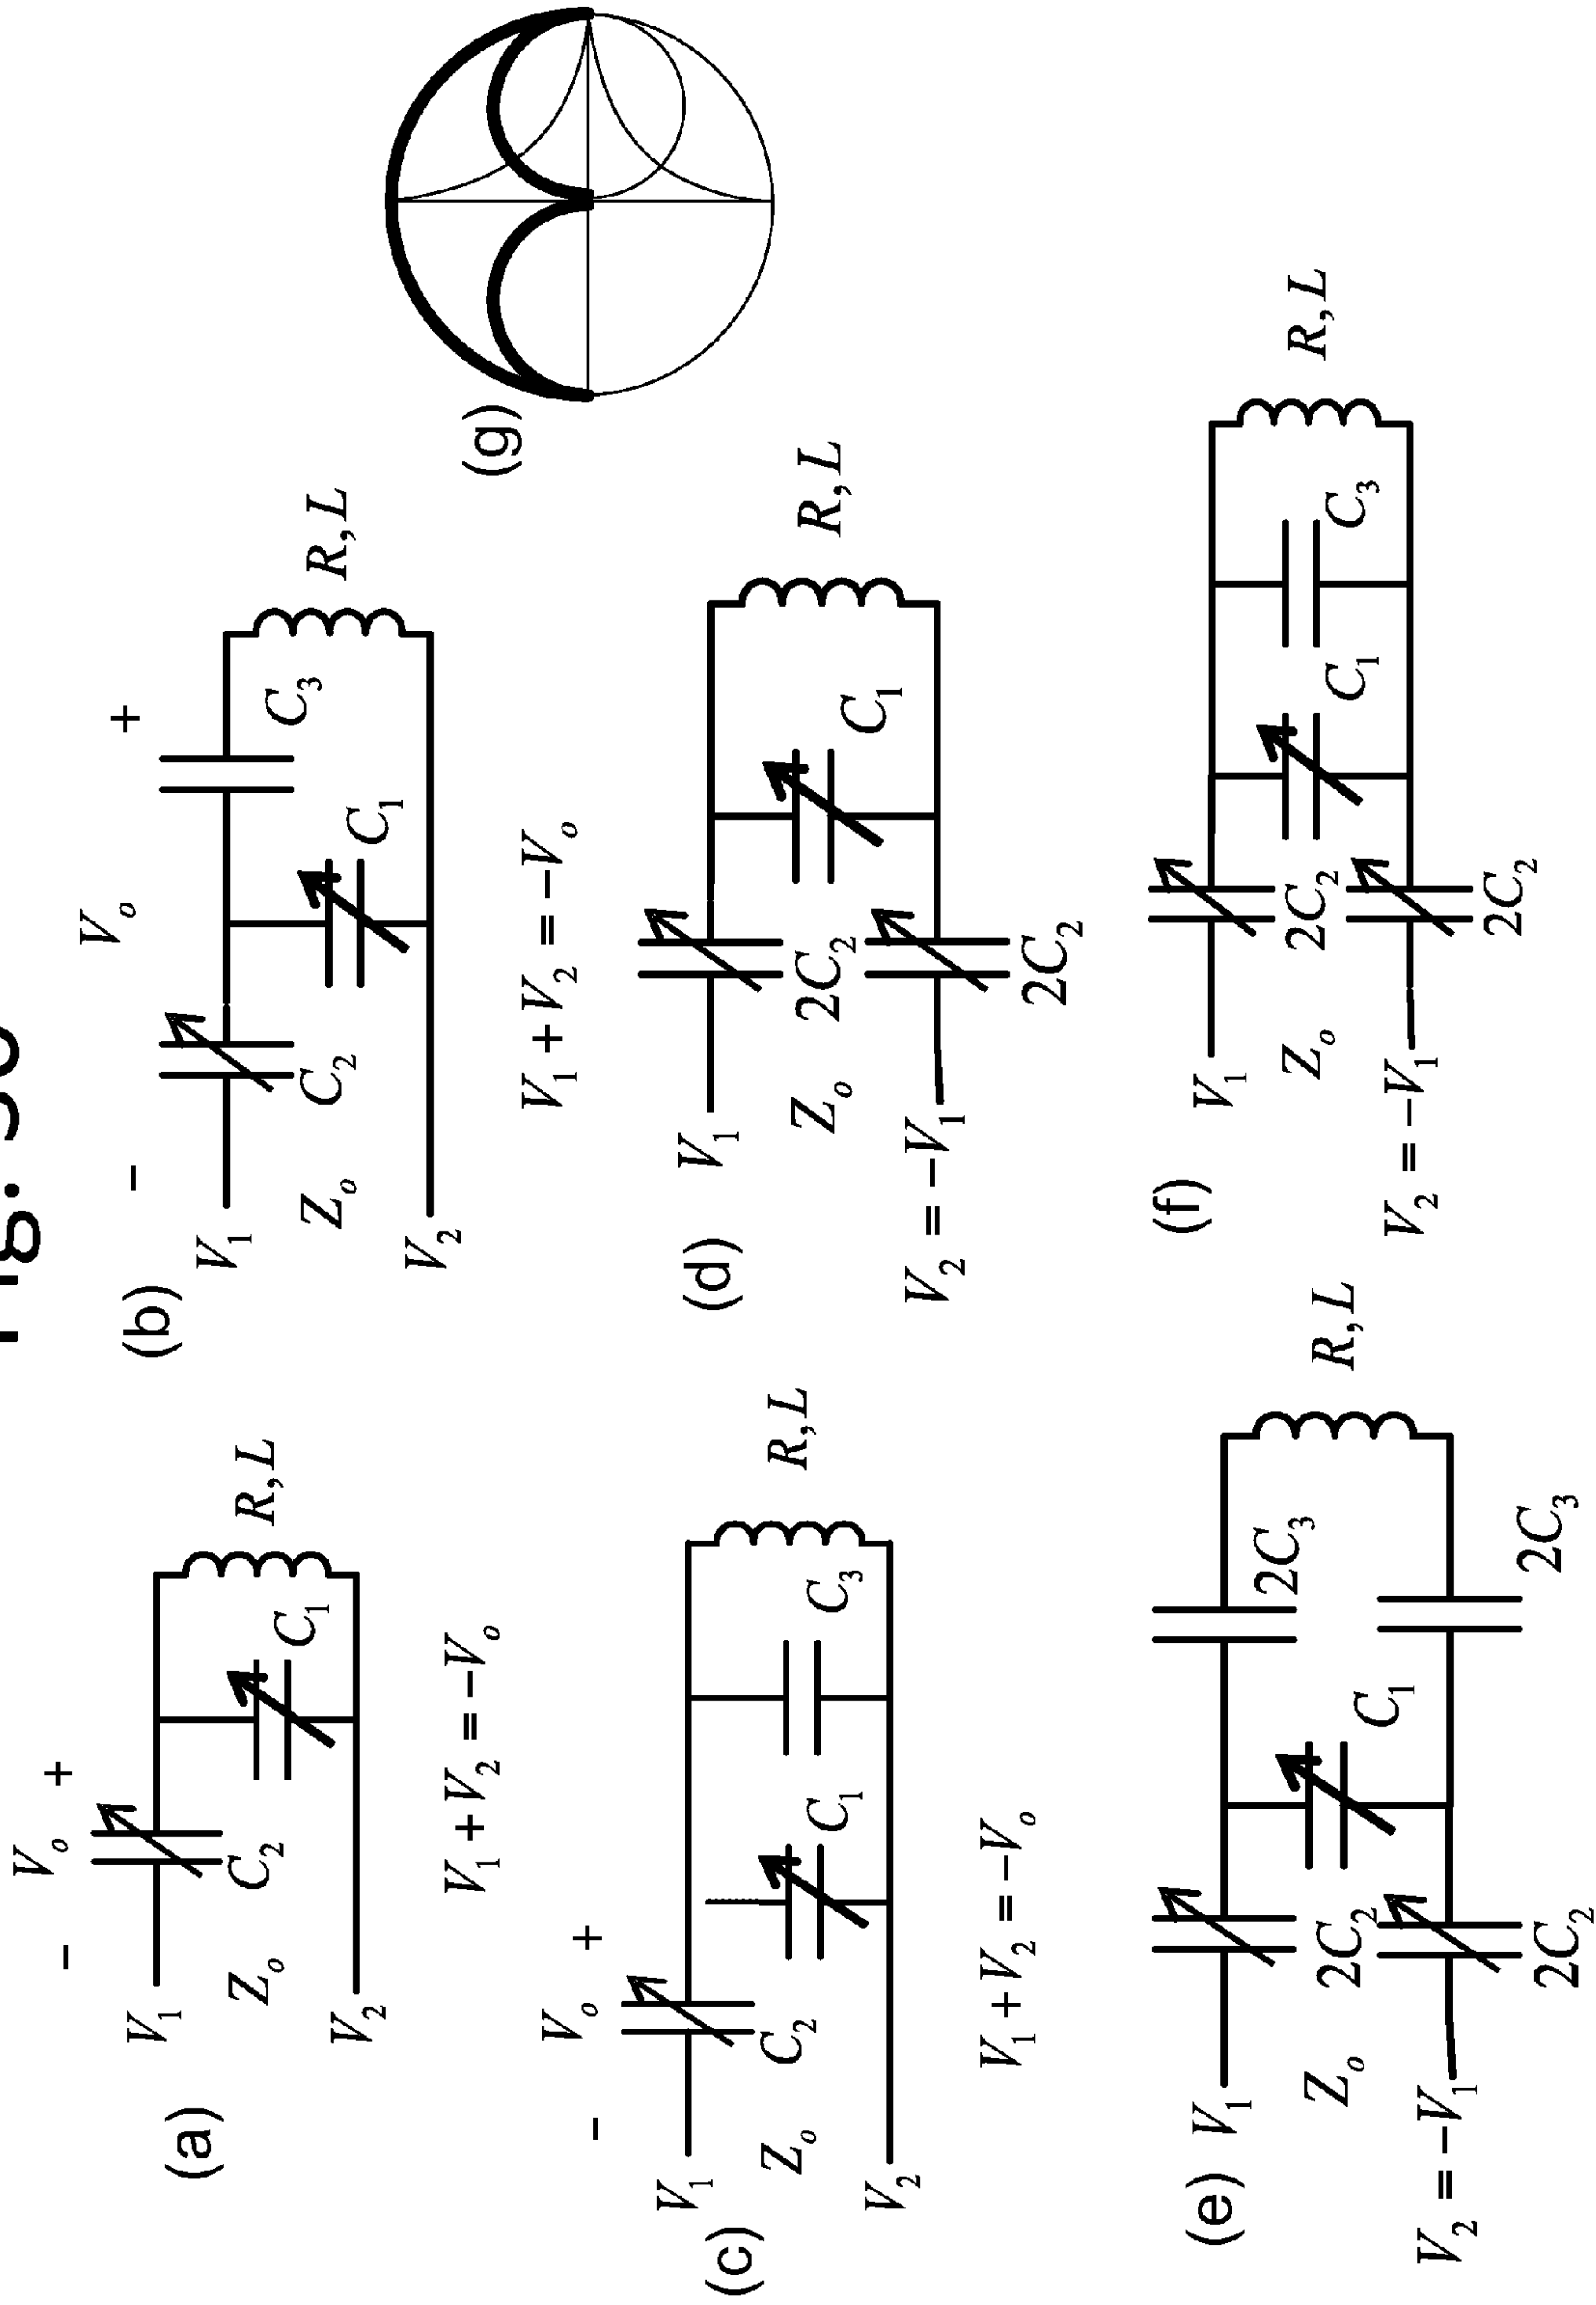 Fig.
(a)
− V_o +
V_1 C_2 C_1 R, L
Z_o
V_2
V_1 + V_2 = −V_o
(b)
− V_o +
V_1 C_2 C_1 C_3 R, L
Z_o
V_2
V_1 + V_2 = −V_o
(c)
− V_o +
V_1 C_2 C_1 C_3 R, L
Z_o
V_2
V_1 + V_2 = −V_o
(d)
V_1 2C_2 C_1 R, L
Z_o
V_2 = −V_1 2C_2
(e)
V_1 2C_2 C_1 2C_3 R, L
Z_o
V_2 = −V_1 2C_2 2C_3
(f)
V_1 2C_2 C_1 C_3 R, L
Z_o
V_2 = −V_1 2C_2
(g)